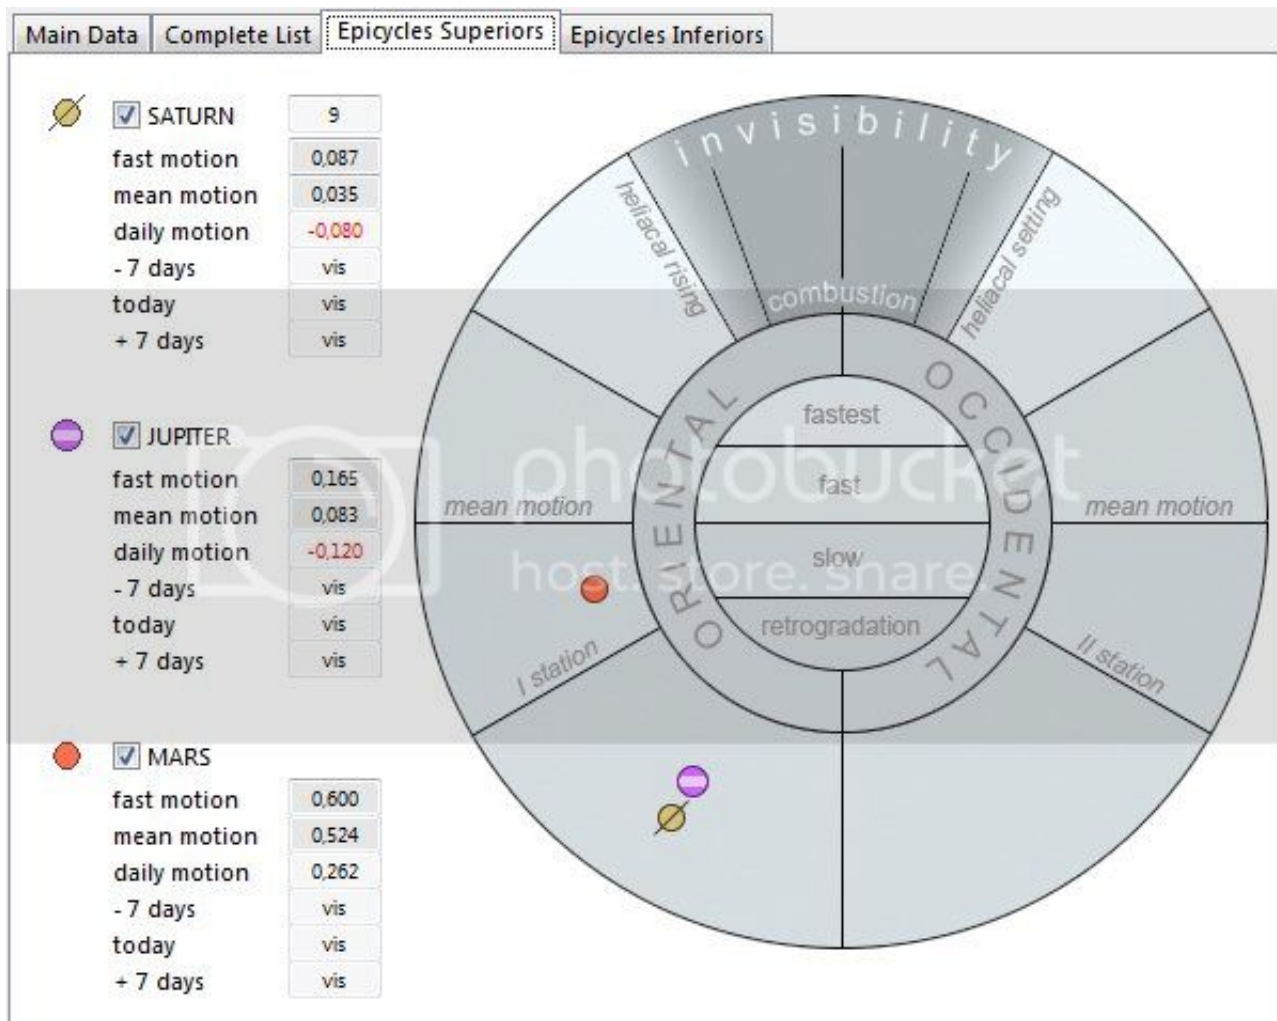 Main Data Complete List Epicycles Superiors Epicycles Inferiors
SATURN 9
fast motion 0,087
mean motion 0,035
daily motion -0,080
- 7 days vis
today vis
+ 7 days vis
JUPITER
fast motion 0,165
mean motion 0,083
daily motion -0,120
- 7 days vis
today vis
+ 7 days vis
MARS
fast motion 0,600
mean motion 0,524
daily motion 0,262
- 7 days vis
today vis
+ 7 days vis
invisibility
heliacal rising
combustion
heliacal setting
ORIENTAL
OCCIDENTAL
fastest
fast
slow
retrogradation
mean motion
mean motion
I station
II station
photobucket
host. store. share.